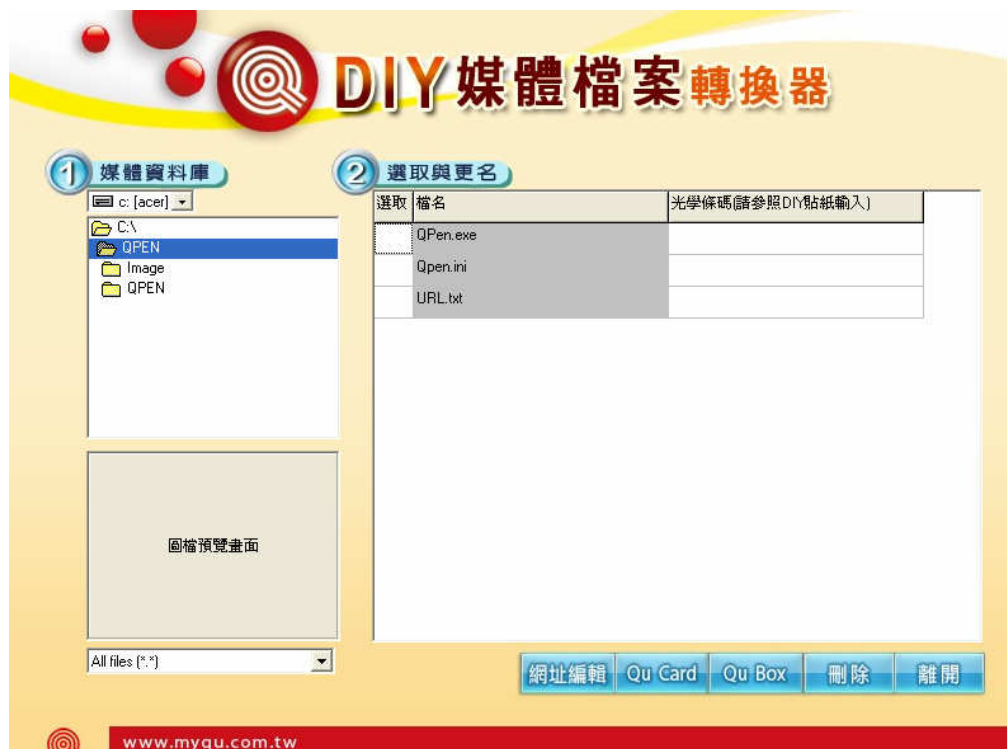 DIY媒體檔案轉換器
1 媒體資料庫
2 選取與更名
c: [acer]
選取 檔名 光學條碼(請參照DIY貼紙輸入)
C:\
QPEN
Image
QPEN
QPen.exe
Qpen.ini
URL.txt
圖檔預覽畫面
All files (*.*)
網址編輯 Qu Card Qu Box 刪除 離開
www.myqu.com.tw